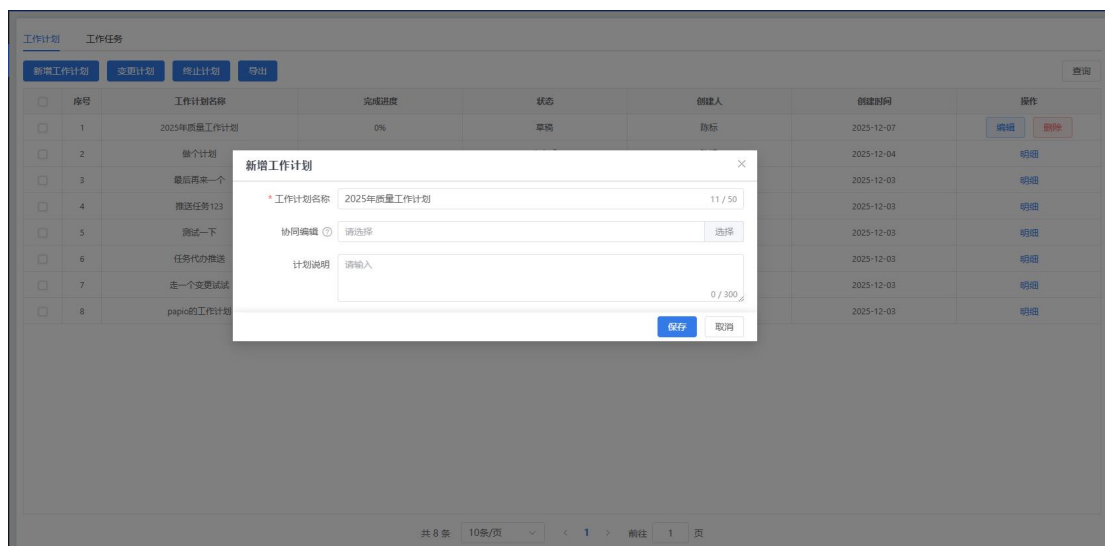 工作计划 工作任务
新增工作计划 变更计划 终止计划 导出 查询
序号 工作计划名称 完成进度 状态 创建人 创建时间 操作
1 2025年质量工作计划 0% 草稿 陈标 2025-12-07 编辑 删除
2 做个计划 2025-12-04 明细
新增工作计划
3 最后再来一个 2025-12-03 明细
* 工作计划名称 2025年质量工作计划 11 / 50
4 推送任务123 2025-12-03 明细
协同编辑 请选择 选择
5 测试一下 2025-12-03 明细
6 任务代办推送 2025-12-03 明细
计划说明 请输入
7 走一个变更试试 2025-12-03 明细
0 / 300
8 papio的工作计划 2025-12-03 明细
保存 取消
共 8 条 10条/页 < 1 > 前往 1 页